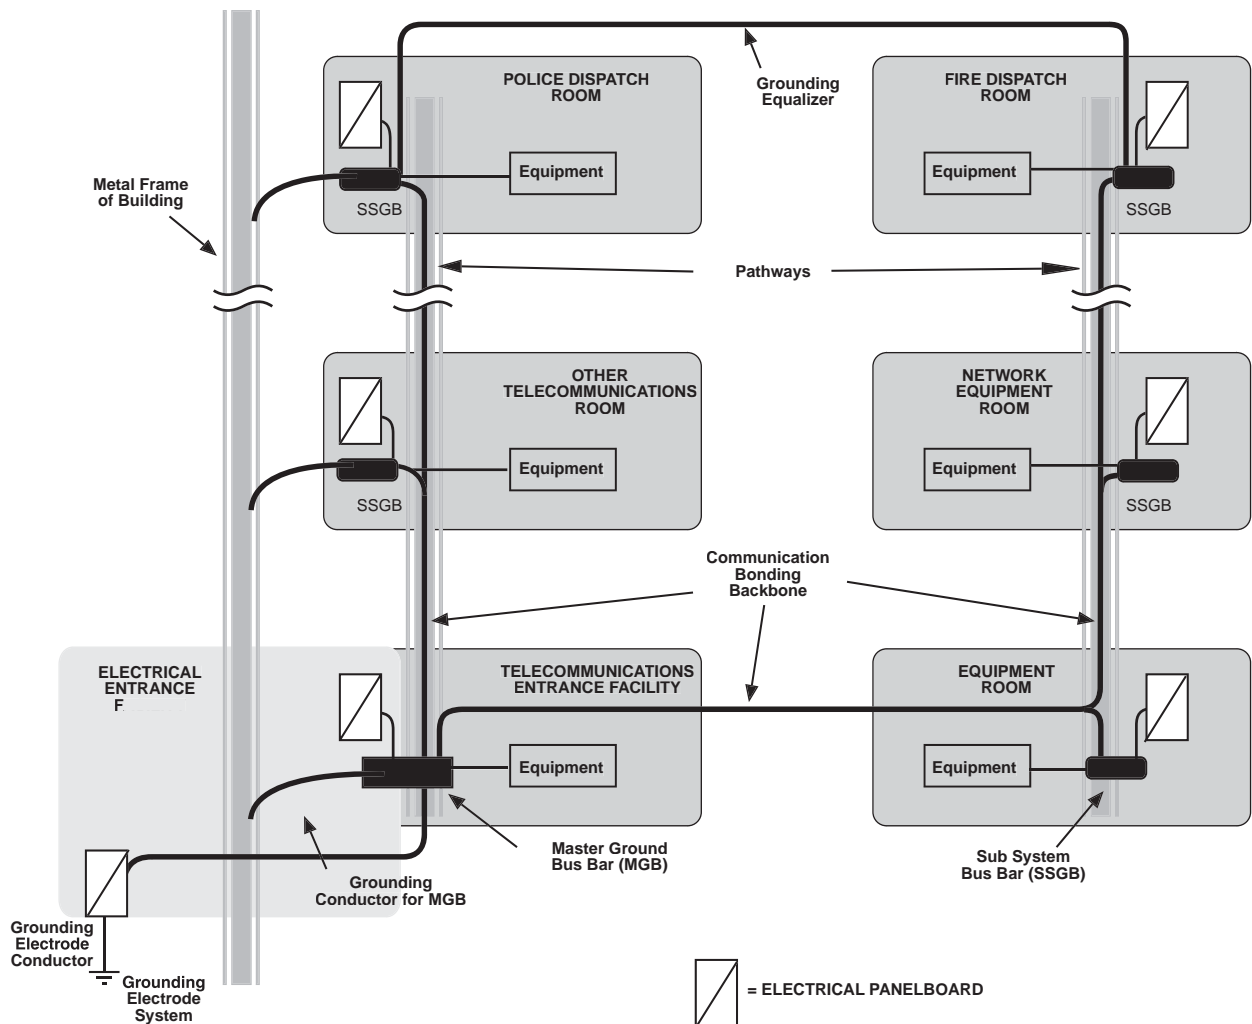 POLICE DISPATCH
ROOM
Grounding
Equalizer
FIRE DISPATCH
ROOM
Equipment
Equipment
Metal Frame
of Building
SSGB
SSGB
Pathways
OTHER
TELECOMMUNICATIONS
ROOM
NETWORK
EQUIPMENT
ROOM
Equipment
Equipment
SSGB
SSGB
Communication
Bonding
Backbone
ELECTRICAL
ENTRANCE
F
TELECOMMUNICATIONS
ENTRANCE FACILITY
EQUIPMENT
ROOM
Equipment
Equipment
Master Ground
Bus Bar (MGB)
Sub System
Bus Bar (SSGB)
Grounding
Conductor for MGB
Grounding
Electrode
Conductor
Grounding
Electrode
System
= ELECTRICAL PANELBOARD